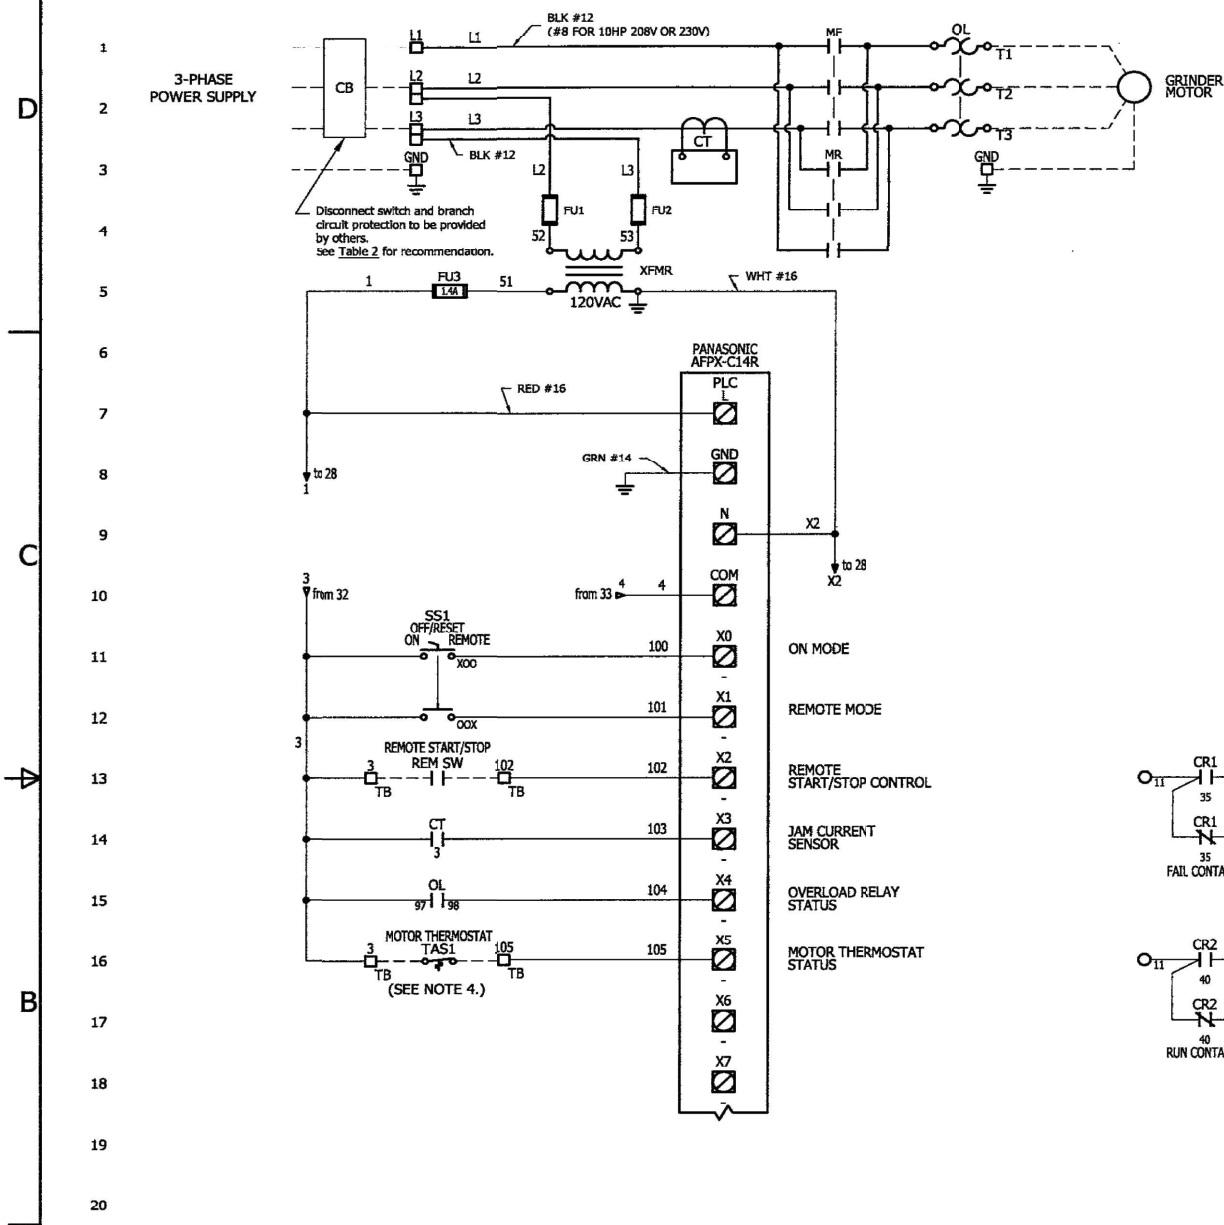 BLK #12
(#8 FOR 10HP 208V OR 230V)
1
L1
L1
MF
OL
T1
3-PHASE
POWER SUPPLY
CB
L2
L2
T2
GRINDER
MOTOR
D
2
L3
L3
T3
CT
BLK #12
MR
3
GND
L2
L3
GND
Disconnect switch and branch
circuit protection to be provided
by others.
See Table 2 for recommendation.
FU1
FU2
4
52
53
XFMR
5
1
FU3
1.4A
51
120VAC
WHT #16
6
PANASONIC
AFPX-C14R
PLC
L
7
RED #16
8
to 28
1
GRN #14
GND
9
N
X2
C
to 28
X2
10
3
from 32
from 33
4
4
COM
SS1
OFF/RESET
ON
REMOTE
11
XOO
100
X0
-
ON MODE
12
OOX
101
X1
-
REMOTE MODE
3
REMOTE START/STOP
REM SW
13
3
TB
102
TB
102
X2
-
REMOTE
START/STOP CONTROL
11
CR1
35
14
CT
3
103
X3
-
JAM CURRENT
SENSOR
CR1
35
FAIL CONTA
15
OL
97
98
104
X4
-
OVERLOAD RELAY
STATUS
MOTOR THERMOSTAT
TAS1
16
3
TB
105
TB
105
X5
-
MOTOR THERMOSTAT
STATUS
(SEE NOTE 4.)
11
CR2
40
B
17
X6
-
CR2
40
RUN CONTA
18
X7
-
19
20